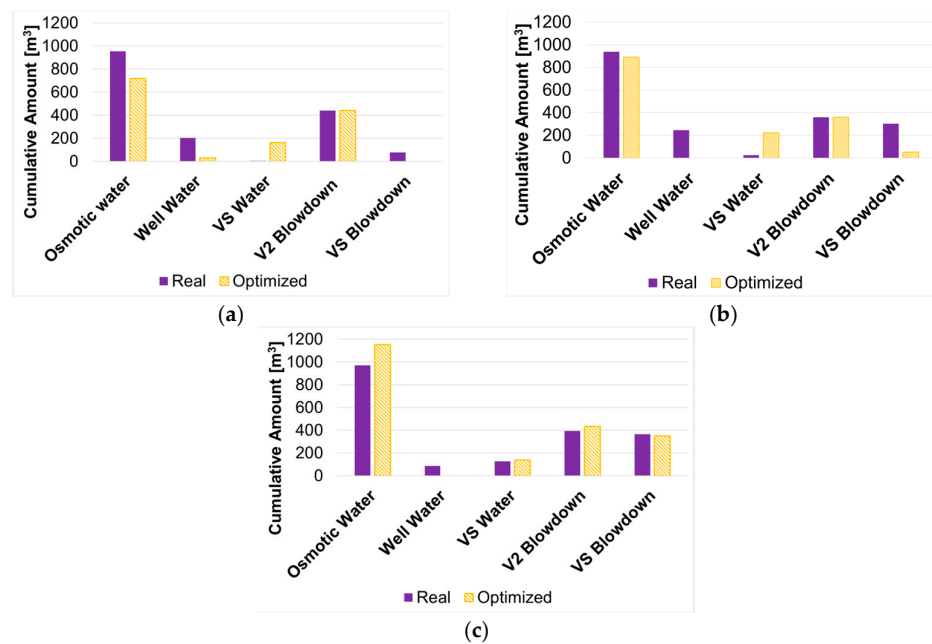 Cumulative Amount [m³]
1200
1000
800
600
400
200
0
Osmotic water
Well Water
VS Water
V2 Blowdown
VS Blowdown
Real
Optimized
(a)
Cumulative Amount [m³]
1200
1000
800
600
400
200
0
Osmotic Water
Well Water
VS Water
V2 Blowdown
VS Blowdown
Real
Optimized
(b)
Cumulative Amount [m³]
1200
1000
800
600
400
200
0
Osmotic Water
Well Water
VS Water
V2 Blowdown
VS Blowdown
Real
Optimized
(c)